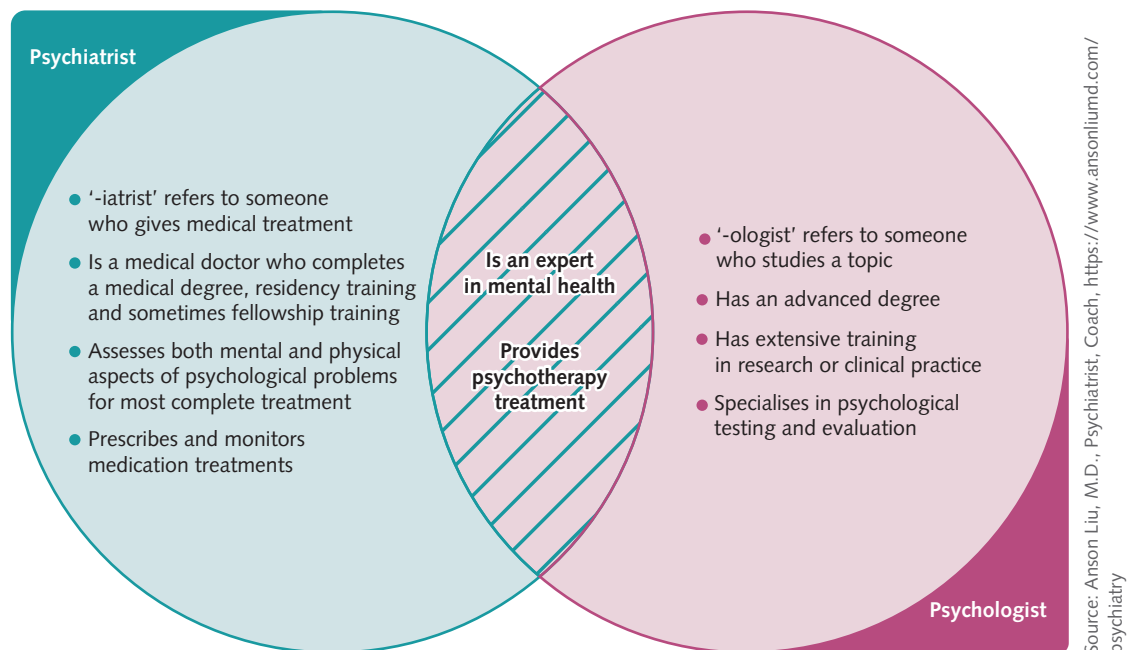 Psychiatrist
• ‘-iatrist’ refers to someone
who gives medical treatment
• Is a medical doctor who completes
a medical degree, residency training
and sometimes fellowship training
• Assesses both mental and physical
aspects of psychological problems
for most complete treatment
• Prescribes and monitors
medication treatments
Is an expert
in mental health
Provides
psychotherapy
treatment
• ‘-ologist’ refers to someone
who studies a topic
• Has an advanced degree
• Has extensive training
in research or clinical practice
• Specialises in psychological
testing and evaluation
Psychologist
Source: Anson Liu, M.D., Psychiatrist, Coach, https://www.ansonliumd.com/
psychiatry